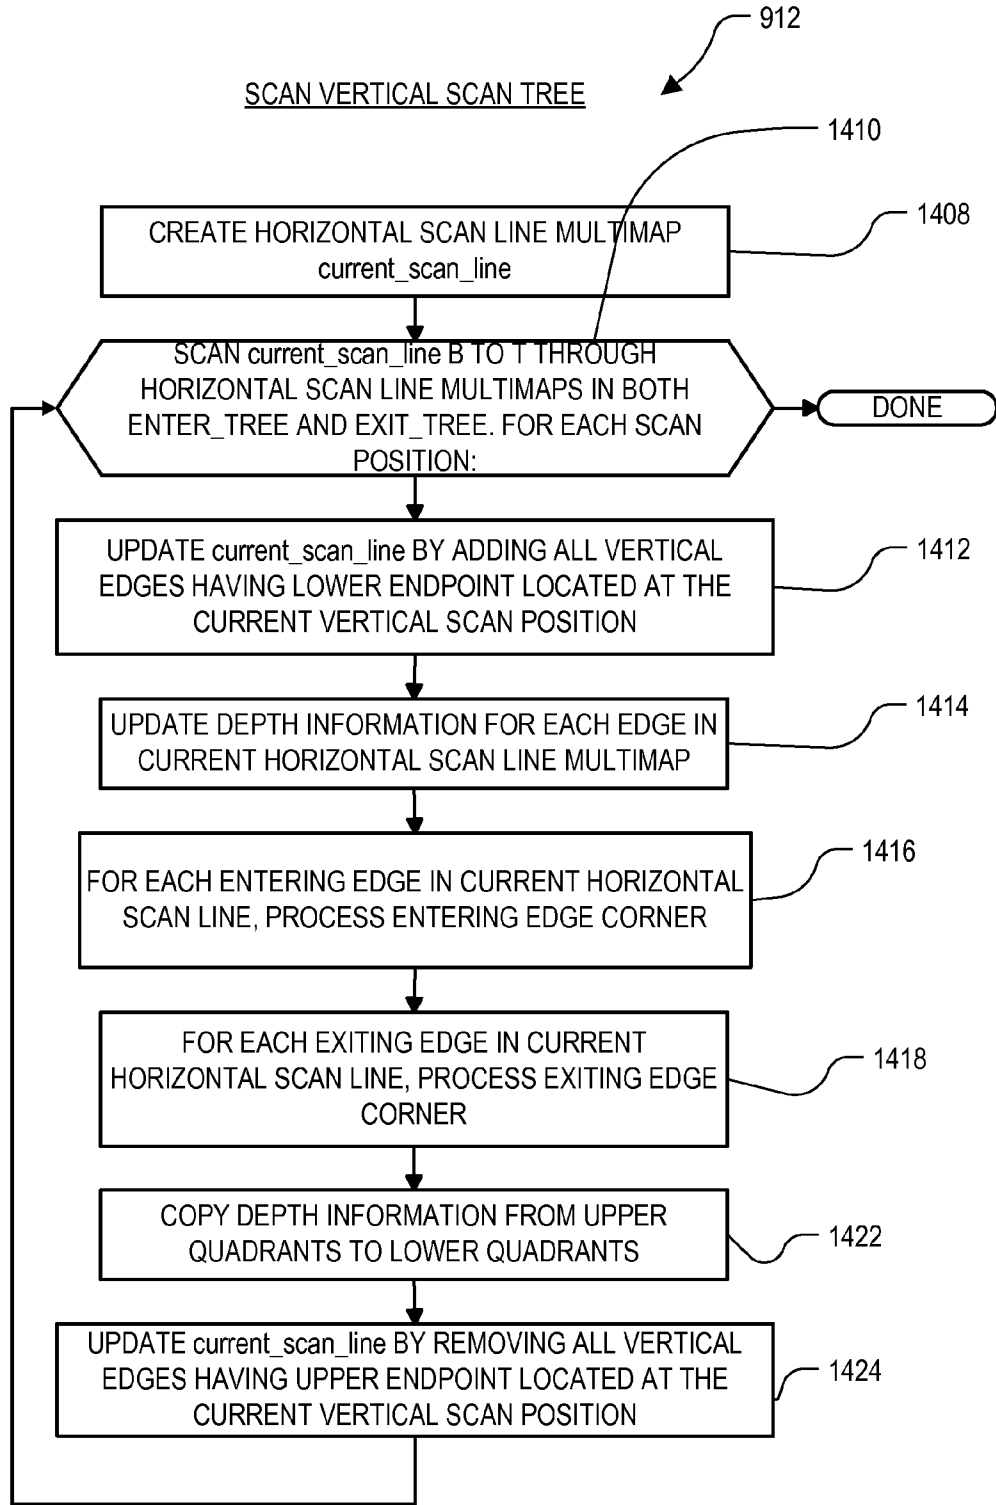 912
SCAN VERTICAL SCAN TREE
1410
CREATE HORIZONTAL SCAN LINE MULTIMAP
current_scan_line
1408
SCAN current_scan_line B TO T THROUGH
HORIZONTAL SCAN LINE MULTIMAPS IN BOTH
ENTER_TREE AND EXIT_TREE. FOR EACH SCAN
POSITION:
DONE
UPDATE current_scan_line BY ADDING ALL VERTICAL
EDGES HAVING LOWER ENDPOINT LOCATED AT THE
CURRENT VERTICAL SCAN POSITION
1412
UPDATE DEPTH INFORMATION FOR EACH EDGE IN
CURRENT HORIZONTAL SCAN LINE MULTIMAP
1414
FOR EACH ENTERING EDGE IN CURRENT HORIZONTAL
SCAN LINE, PROCESS ENTERING EDGE CORNER
1416
FOR EACH EXITING EDGE IN CURRENT
HORIZONTAL SCAN LINE, PROCESS EXITING EDGE
CORNER
1418
COPY DEPTH INFORMATION FROM UPPER
QUADRANTS TO LOWER QUADRANTS
1422
UPDATE current_scan_line BY REMOVING ALL VERTICAL
EDGES HAVING UPPER ENDPOINT LOCATED AT THE
CURRENT VERTICAL SCAN POSITION
1424